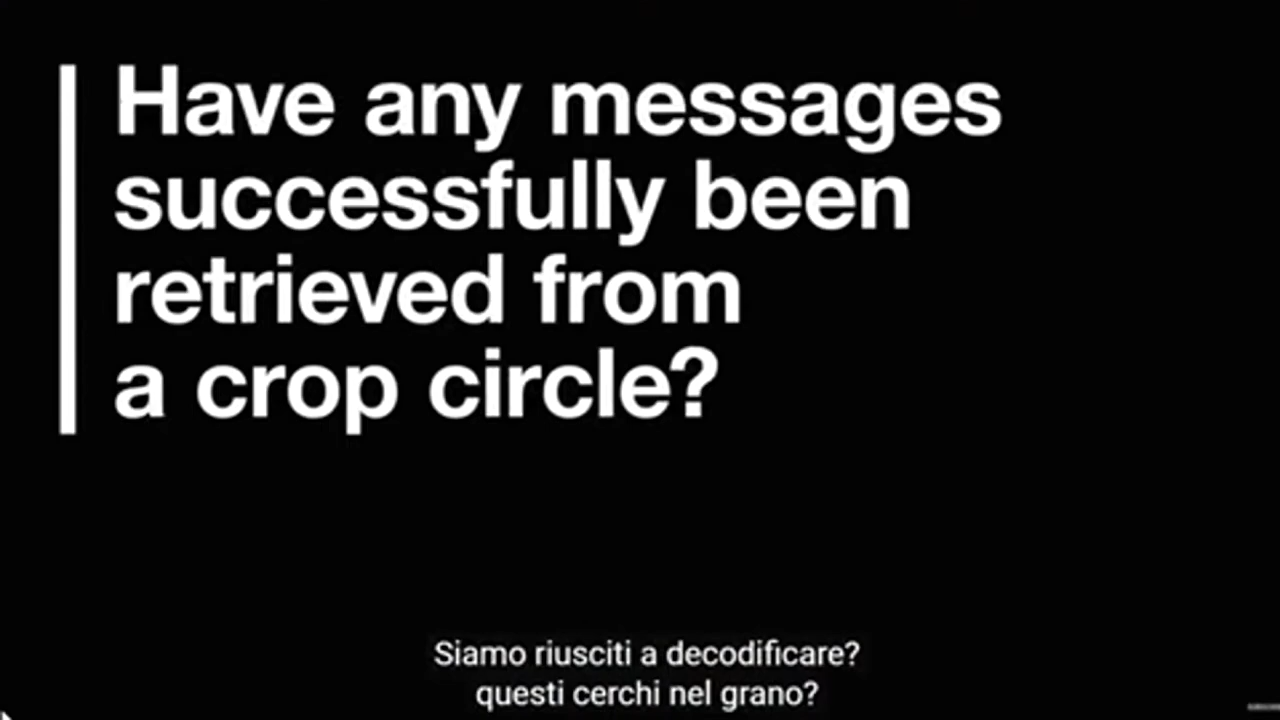 Have any messages
successfully been
retrieved from
a crop circle?
Siamo riusciti a decodificare?
questi cerchi nel grano?